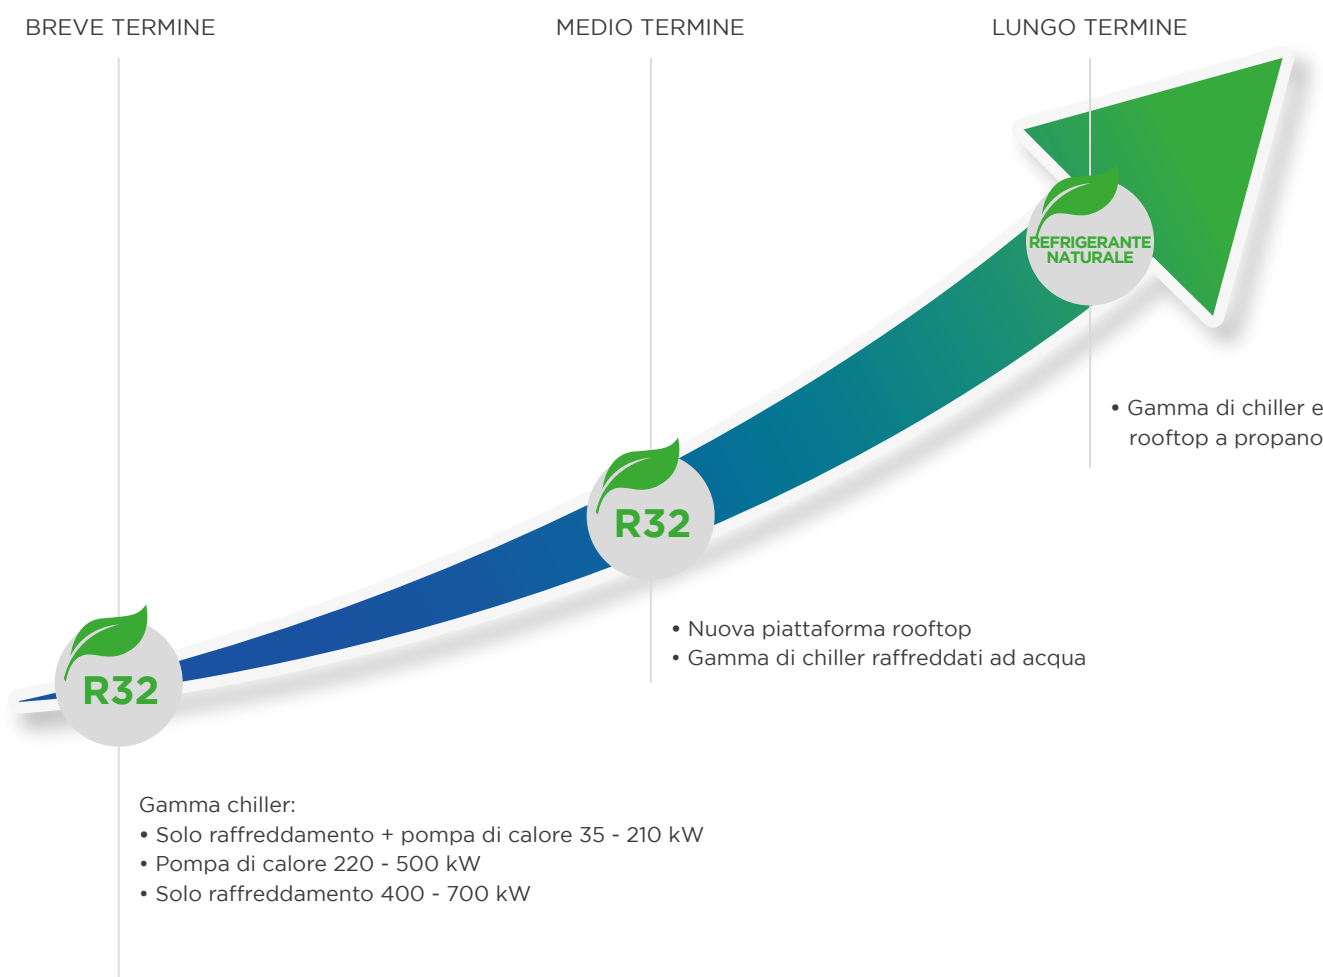 BREVE TERMINE
MEDIO TERMINE
LUNGO TERMINE
REFRIGERANTE
NATURALE
• Gamma di chiller e
rooftop a propano
R32
• Nuova piattaforma rooftop
• Gamma di chiller raffreddati ad acqua
R32
Gamma chiller:
• Solo raffreddamento + pompa di calore 35 - 210 kW
• Pompa di calore 220 - 500 kW
• Solo raffreddamento 400 - 700 kW